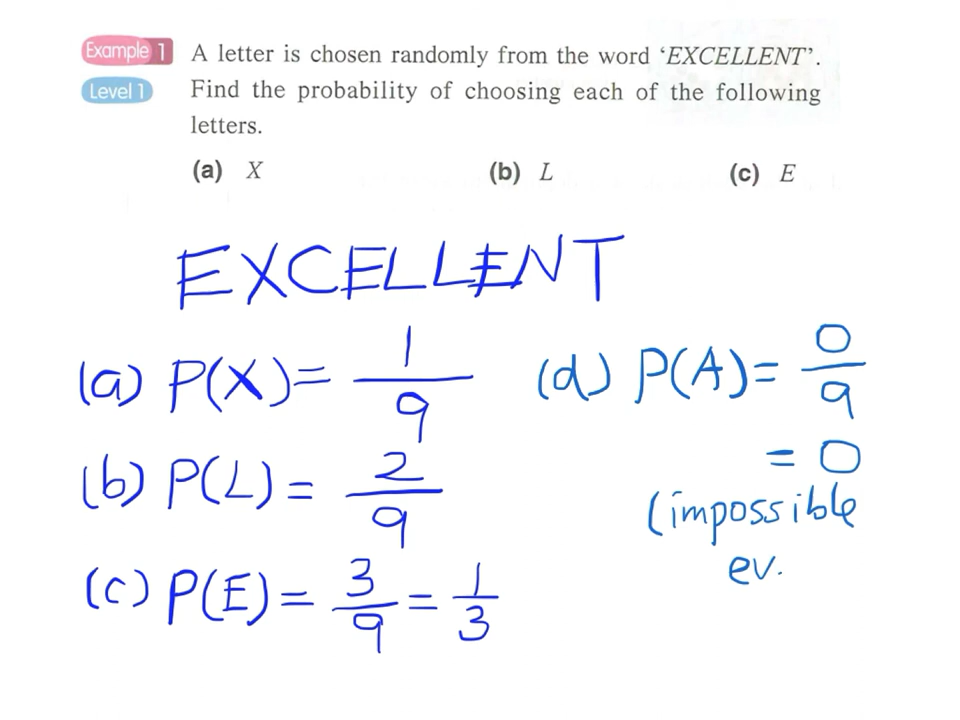 Example 1 A letter is chosen randomly from the word ‘EXCELLENT’.
Level 1 Find the probability of choosing each of the following
letters.
(a) X (b) L (c) E
EXCELLENT
(a) P(X) = 1/9
(b) P(L) = 2/9
(c) P(E) = 3/9 = 1/3
(d) P(A) = 0/9
= 0
(impossible
ev.